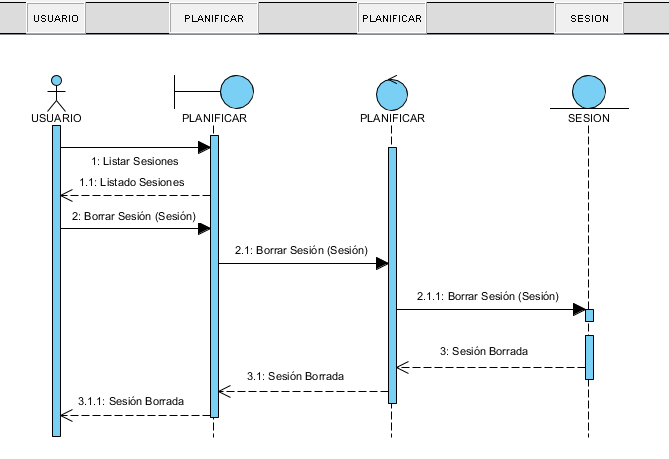 USUARIO
PLANIFICAR
PLANIFICAR
SESION
USUARIO
PLANIFICAR
PLANIFICAR
SESION
1: Listar Sesiones
1.1: Listado Sesiones
2: Borrar Sesión (Sesión)
2.1: Borrar Sesión (Sesión)
2.1.1: Borrar Sesión (Sesión)
3: Sesión Borrada
3.1: Sesión Borrada
3.1.1: Sesión Borrada